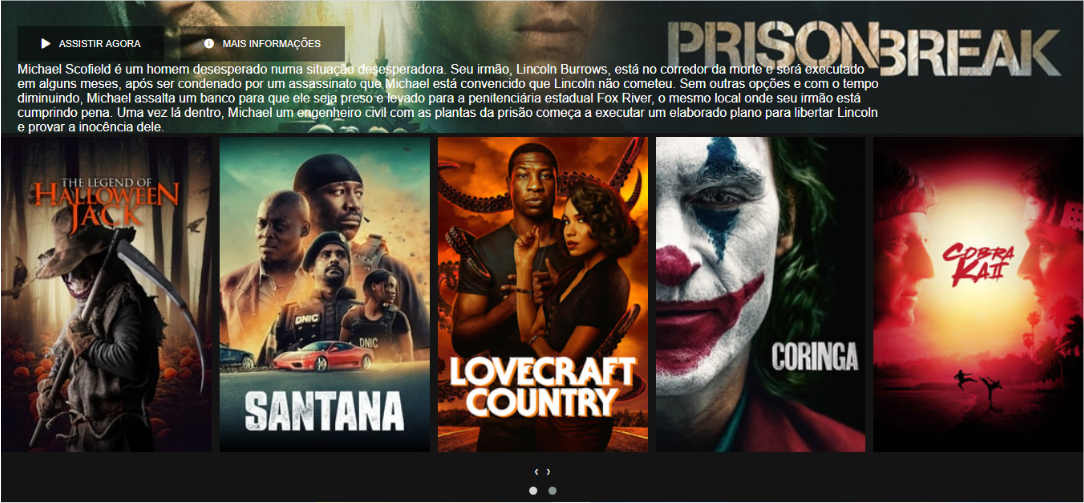 PRISON BREAK
ASSISTIR AGORA
MAIS INFORMAÇÕES
Michael Scofield é um homem desesperado numa situação desesperadora. Seu irmão, Lincoln Burrows, está no corredor da morte e será executado
em alguns meses, após ser condenado por um assassinato que Michael está convencido que Lincoln não cometeu. Sem outras opções e com o tempo
diminuindo, Michael assalta um banco para que ele seja preso e levado para a penitenciária estadual Fox River, o mesmo local onde seu irmão está
cumprindo pena. Uma vez lá dentro, Michael um engenheiro civil com as plantas da prisão começa a executar um elaborado plano para libertar Lincoln
e provar a inocência dele.
THE LEGEND OF
HALLOWEEN
JACK
DNIC
DNIC
SANTANA
LOVECRAFT
COUNTRY
CORINGA
COBRA
KAI II
‹ ›